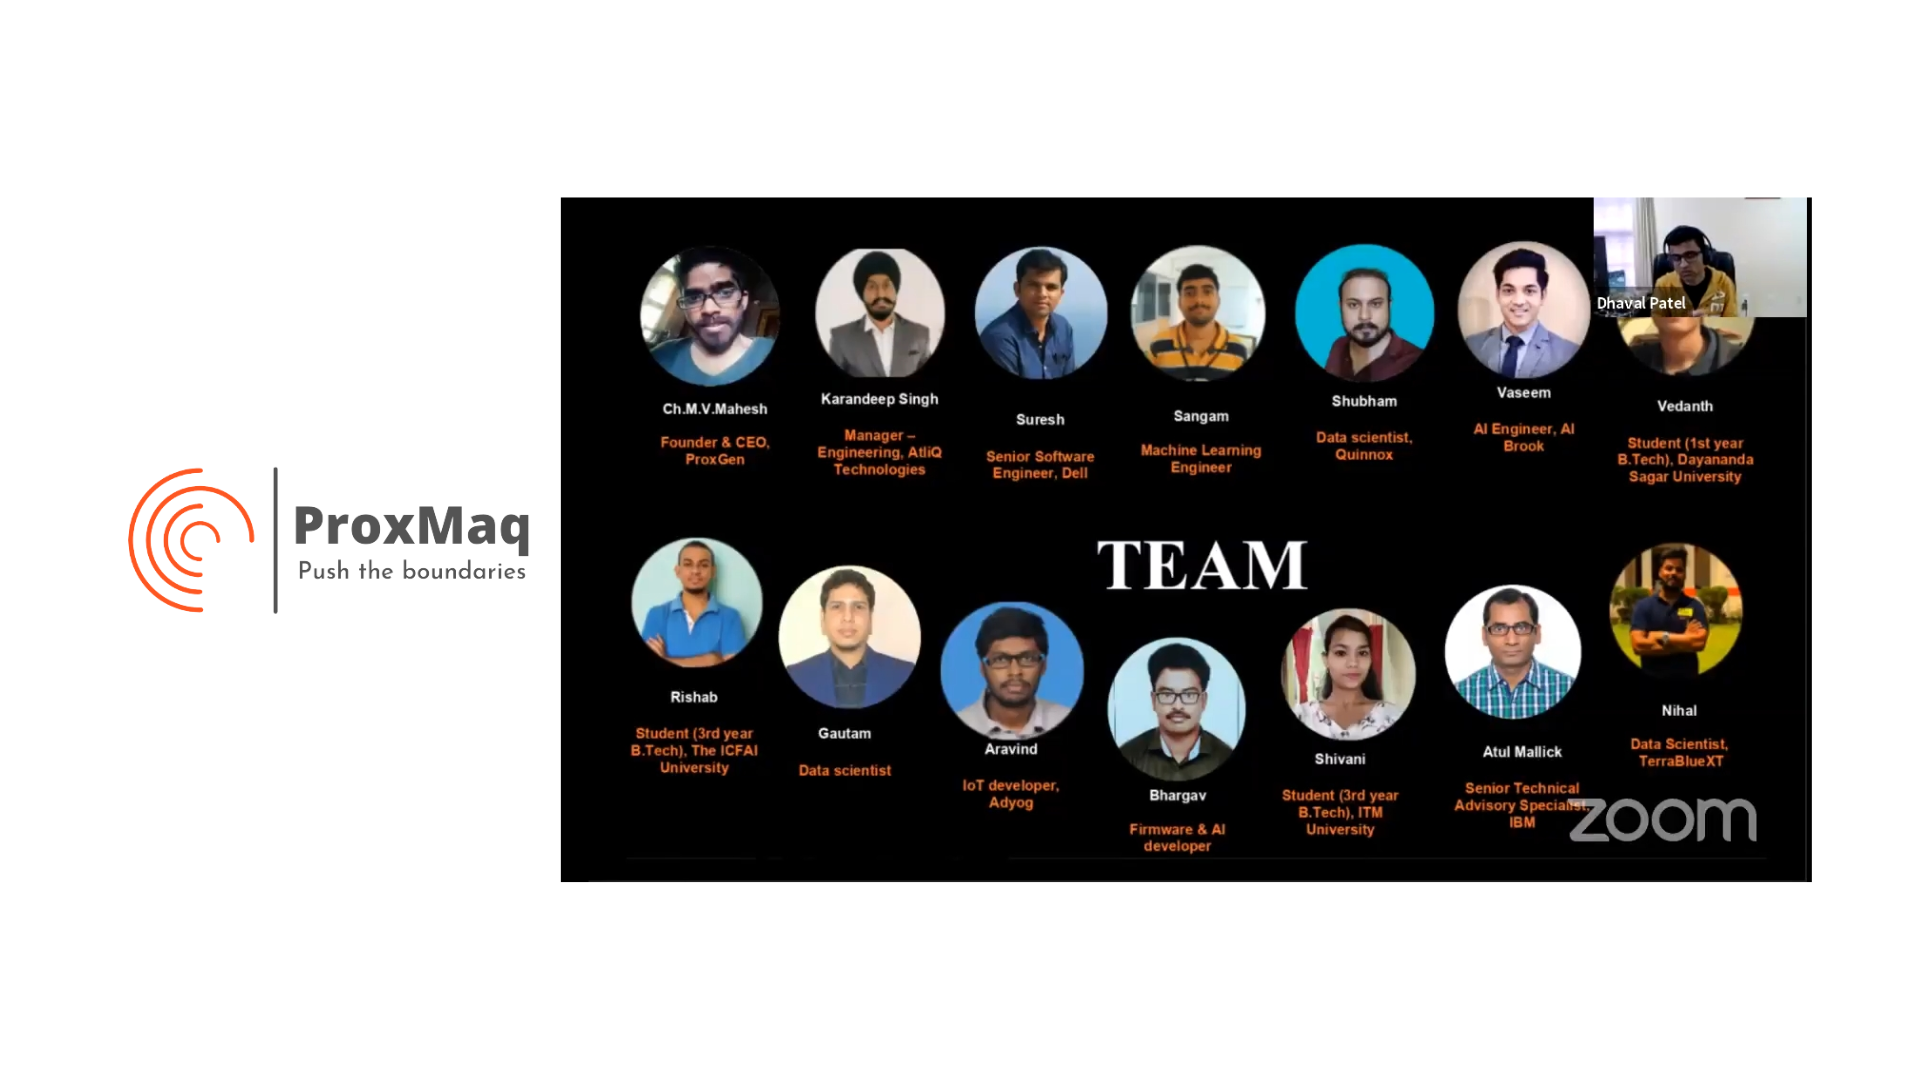 ProxMaq
Push the boundaries
Dhaval Patel
Ch.M.V.Mahesh
Founder & CEO,
ProxGen
Karandeep Singh
Manager –
Engineering, AtliQ
Technologies
Suresh
Senior Software
Engineer, Dell
Sangam
Machine Learning
Engineer
Shubham
Data scientist,
Quinnox
Vaseem
AI Engineer, AI
Brook
Vedanth
Student (1st year
B.Tech), Dayananda
Sagar University
TEAM
Rishab
Student (3rd year
B.Tech), The ICFAI
University
Gautam
Data scientist
Aravind
IoT developer,
Adyog
Bhargav
Firmware & AI
developer
Shivani
Student (3rd year
B.Tech), ITM
University
Atul Mallick
Senior Technical
Advisory Specialist,
IBM
Nihal
Data Scientist,
TerraBlueXT
zoom